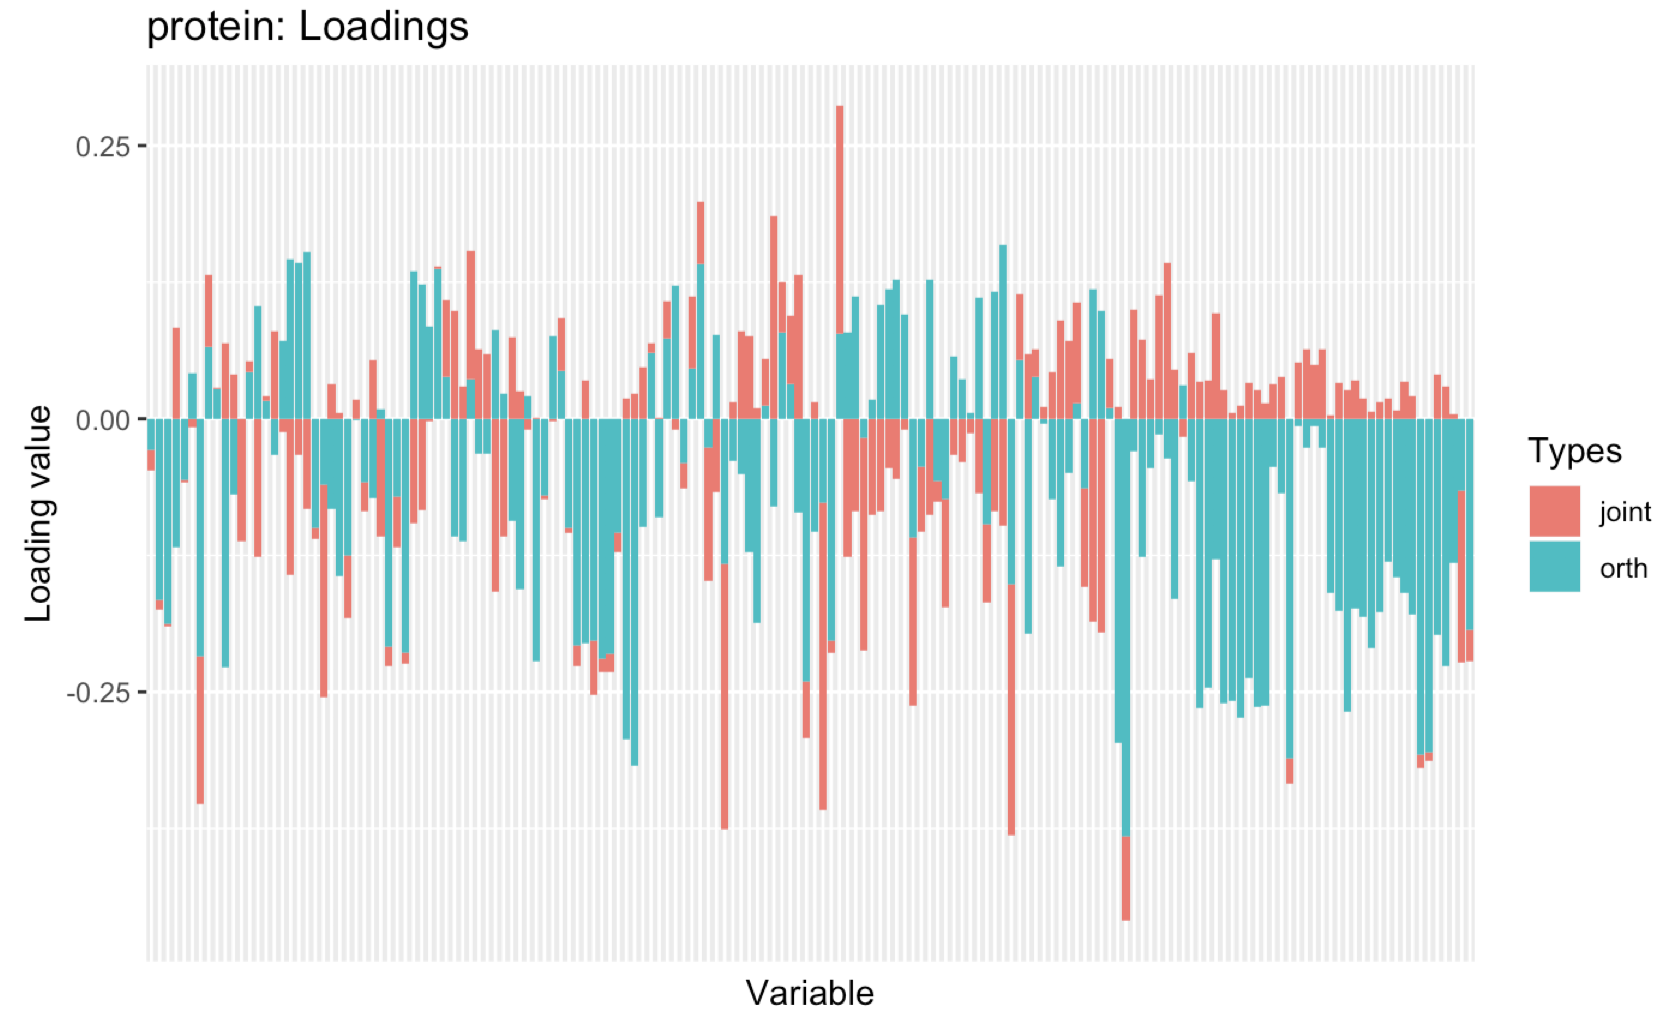 protein: Loadings
0.25
0.00
-0.25
Loading value
Variable
Types
joint
orth